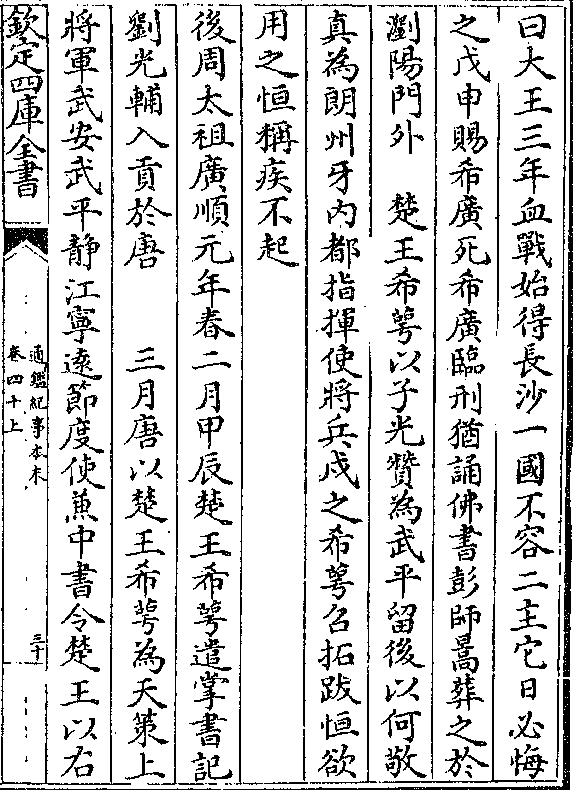 曰大王三年血戰始得長沙一國不容二主它日必悔
之戊申賜希廣死希廣臨刑猶誦佛書彭師暠葬之於
瀏陽門外　楚王希萼以子光贊為武平留後以何敬
真為朗州牙内都指揮使將兵戍之希萼召拓跋恒欲
用之恒稱疾不起
後周太祖廣順元年春二月甲辰楚王希萼遣掌書記
劉光輔入貢於唐　三月唐以楚王希萼為天策上
將軍武安武平靜江寧遠節度使兼中書令楚王以右
欽定四庫全書
通鑑紀事本末
卷四十上
三十